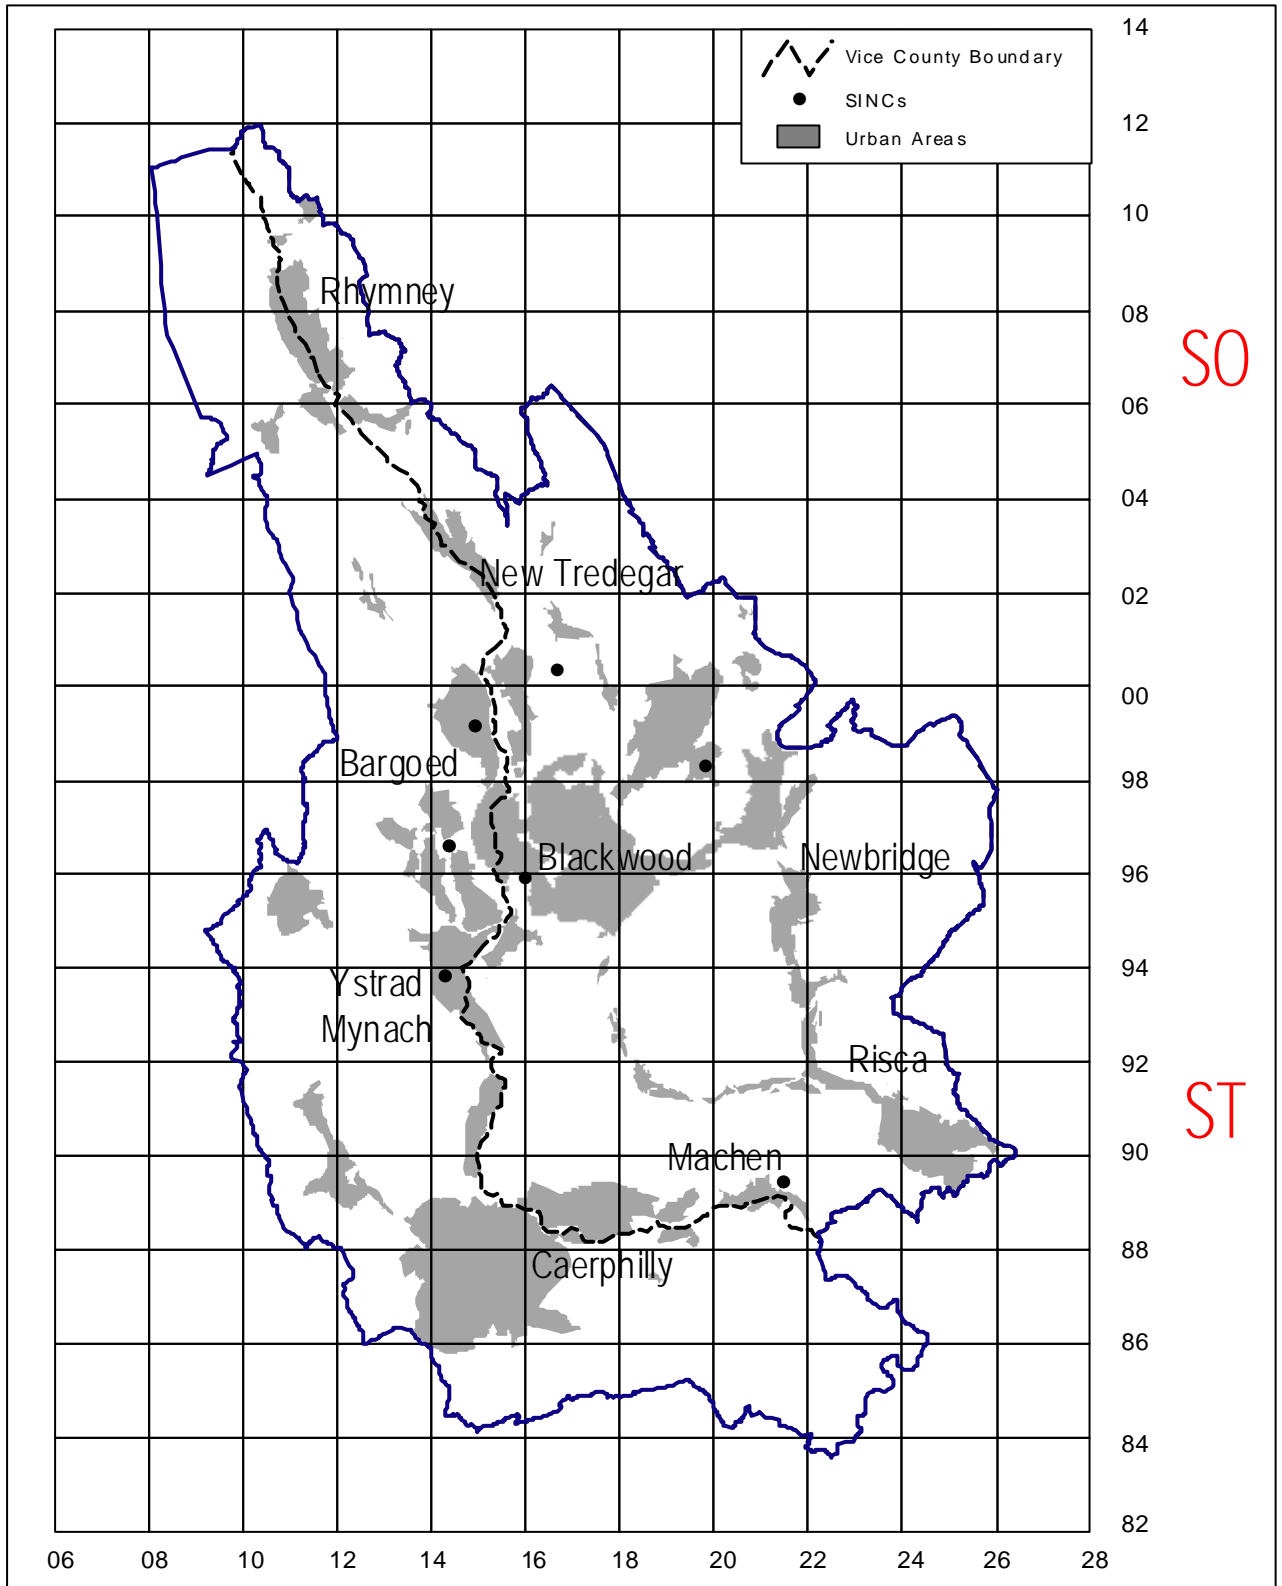 14
Vice County Boundary
SINCs
12
Urban Areas
10
Rhymney
08
SO
06
04
New Tredegar
02
00
Bargoed
98
Blackwood
Newbridge
96
Ystrad
Mynach
94
Risca
92
ST
Machen
90
Caerphilly
88
86
84
82
06 08 10 12 14 16 18 20 22 24 26 28